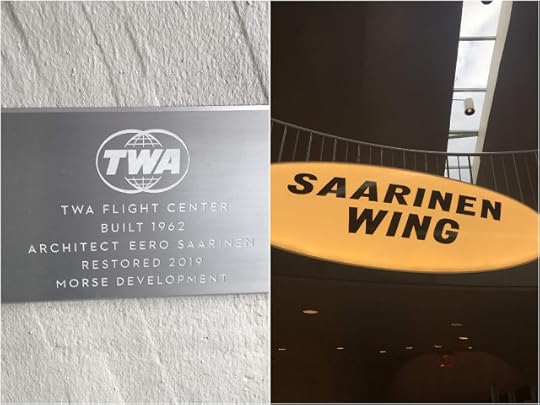 TWA
TWA FLIGHT CENTER
BUILT 1962
ARCHITECT EERO SAARINEN
RESTORED 2019
MORSE DEVELOPMENT
SAARINEN
WING